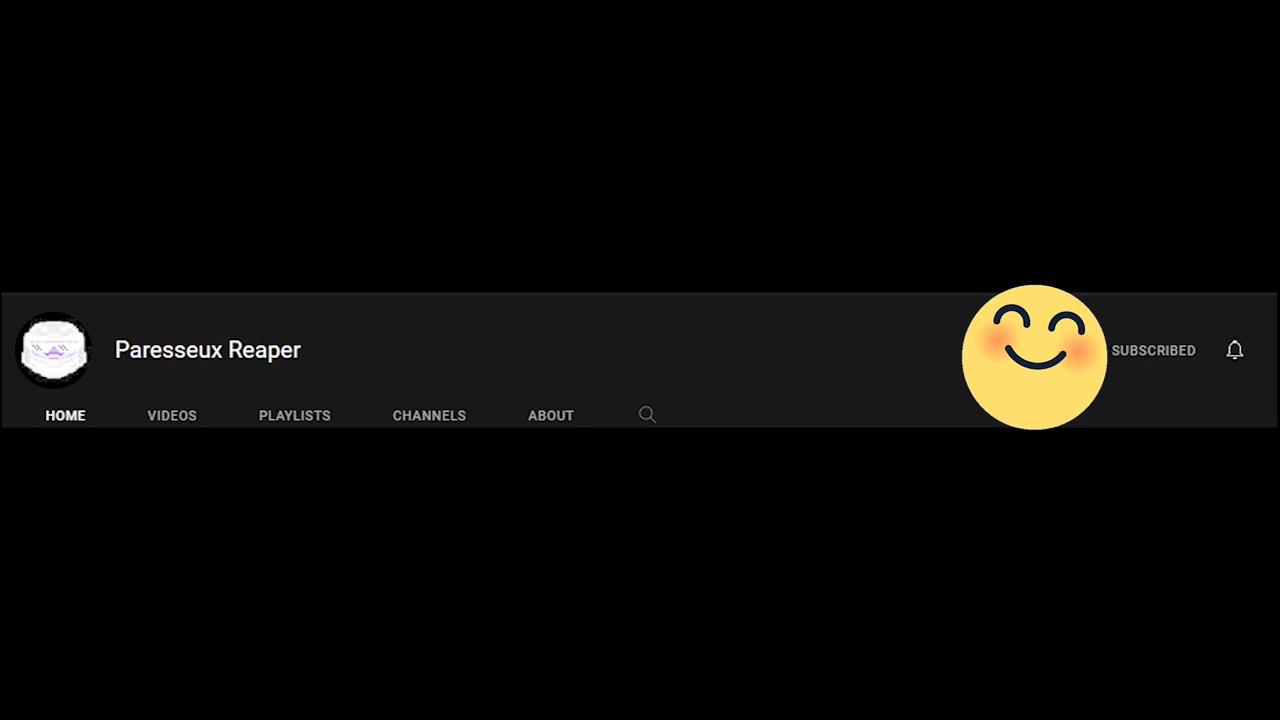 Paresseux Reaper
SUBSCRIBED
HOME VIDEOS PLAYLISTS CHANNELS ABOUT